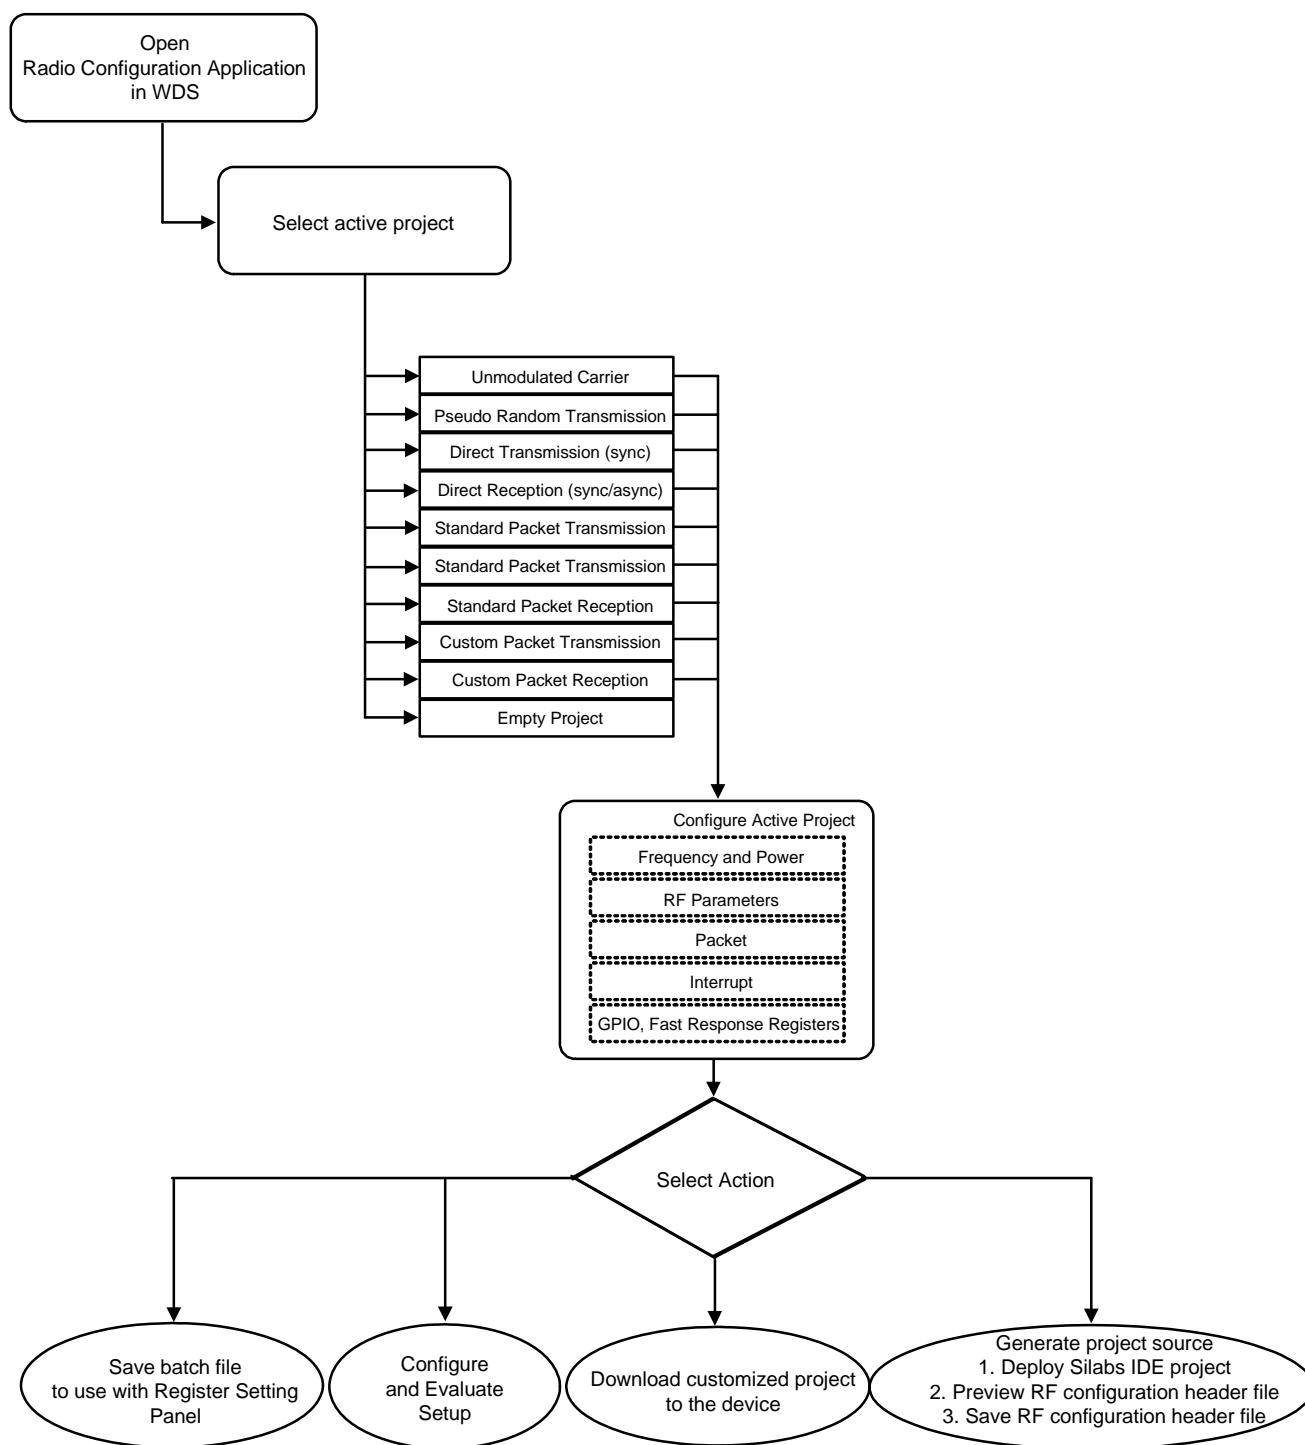 Open
Radio Configuration Application
in WDS
Select active project
Unmodulated Carrier
Pseudo Random Transmission
Direct Transmission (sync)
Direct Reception (sync/async)
Standard Packet Transmission
Standard Packet Transmission
Standard Packet Reception
Custom Packet Transmission
Custom Packet Reception
Empty Project
Configure Active Project
Frequency and Power
RF Parameters
Packet
Interrupt
GPIO, Fast Response Registers
Select Action
Save batch file
to use with Register Setting
Panel
Configure
and Evaluate
Setup
Download customized project
to the device
Generate project source
1. Deploy Silabs IDE project
2. Preview RF configuration header file
3. Save RF configuration header file